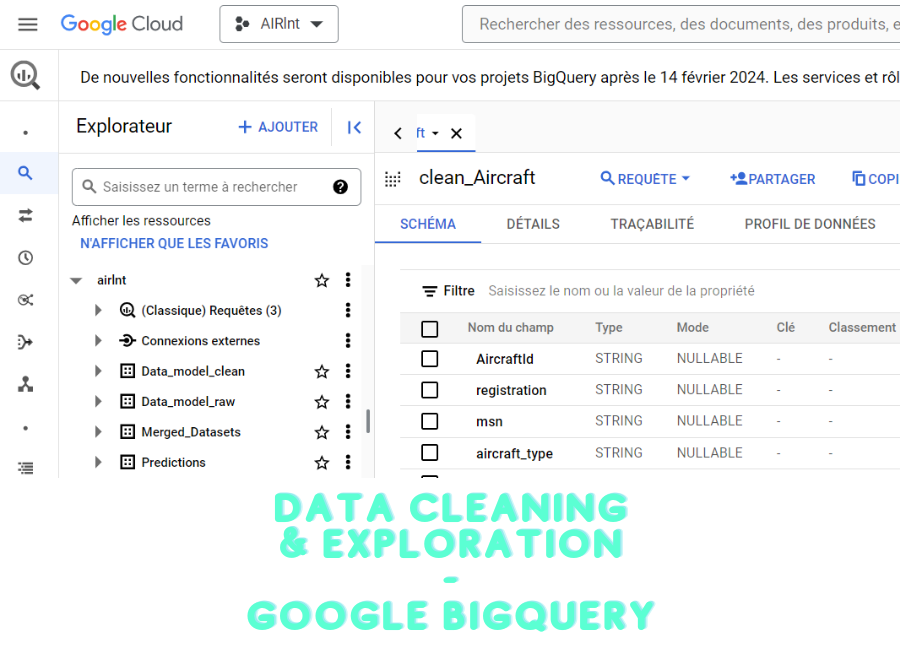 Google Cloud
AIRInt
Rechercher des ressources, des documents, des produits, e
De nouvelles fonctionnalités seront disponibles pour vos projets BigQuery après le 14 février 2024. Les services et rôl
Explorateur
+ AJOUTER
ft
Saisissez un terme à rechercher
clean_Aircraft
REQUÊTE
PARTAGER
COPI
Afficher les ressources
N'AFFICHER QUE LES FAVORIS
SCHÉMA DÉTAILS TRAÇABILITÉ PROFIL DE DONNÉES
airInt
(Classique) Requêtes (3)
Connexions externes
Data_model_clean
Data_model_raw
Merged_Datasets
Predictions
Filtre Saisissez le nom ou la valeur de la propriété
Nom du champ Type Mode Clé Classement
AircraftId STRING NULLABLE - -
registration STRING NULLABLE - -
msn STRING NULLABLE - -
aircraft_type STRING NULLABLE - -
DATA CLEANING
& EXPLORATION
-
GOOGLE BIGQUERY